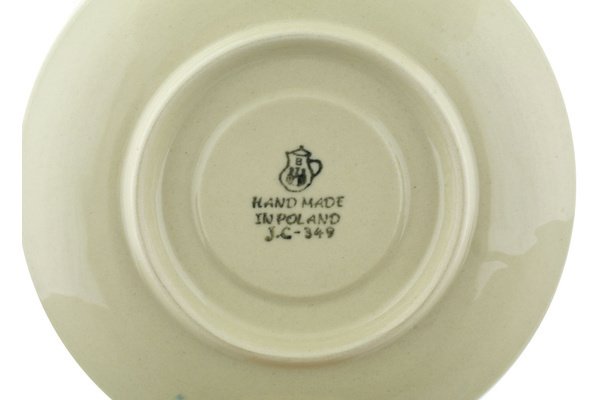 B
HAND MADE
IN POLAND
J.C-349